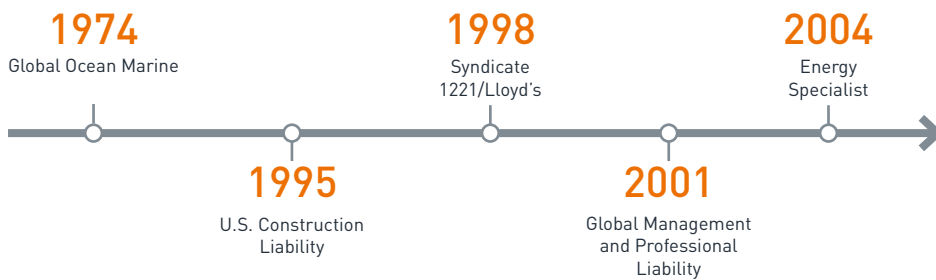 1974
Global Ocean Marine
1995
U.S. Construction
Liability
1998
Syndicate
1221/Lloyd's
2001
Global Management
and Professional
Liability
2004
Energy
Specialist